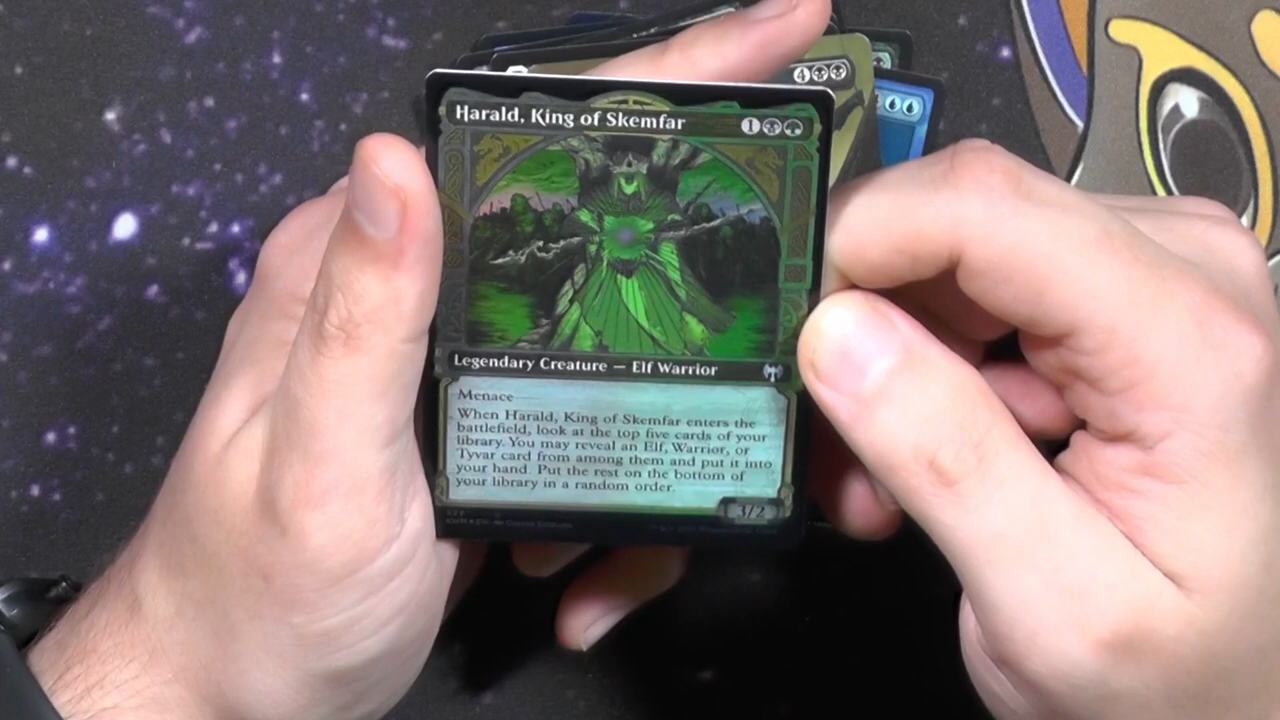 4
Harald, King of Skemfar 1
Legendary Creature — Elf Warrior
Menace
When Harald, King of Skemfar enters the
battlefield, look at the top five cards of your
library. You may reveal an Elf, Warrior, or
Tyvar card from among them and put it into
your hand. Put the rest on the bottom of
your library in a random order.
3/2